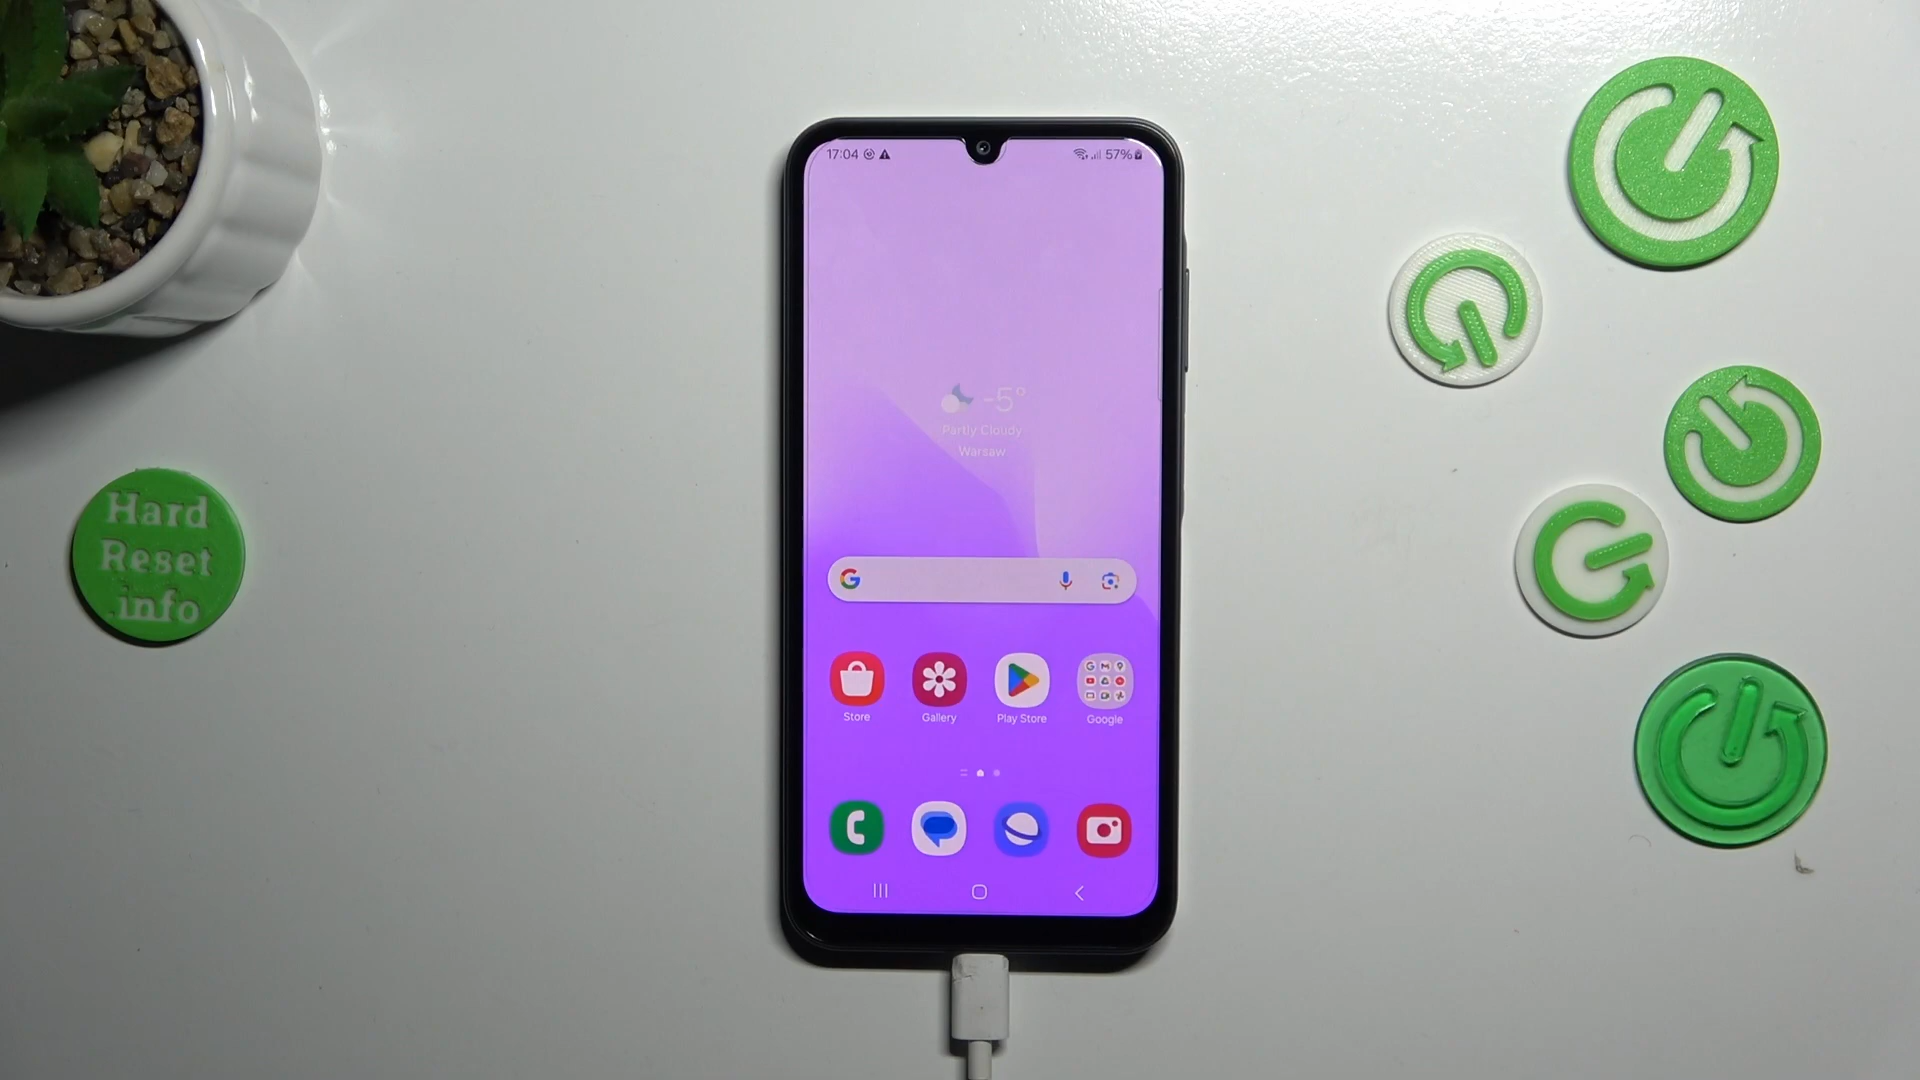 17:04
57%
-5°
Partly Cloudy
Warsaw
Store
Gallery
Play Store
Google
Hard
Reset
.info